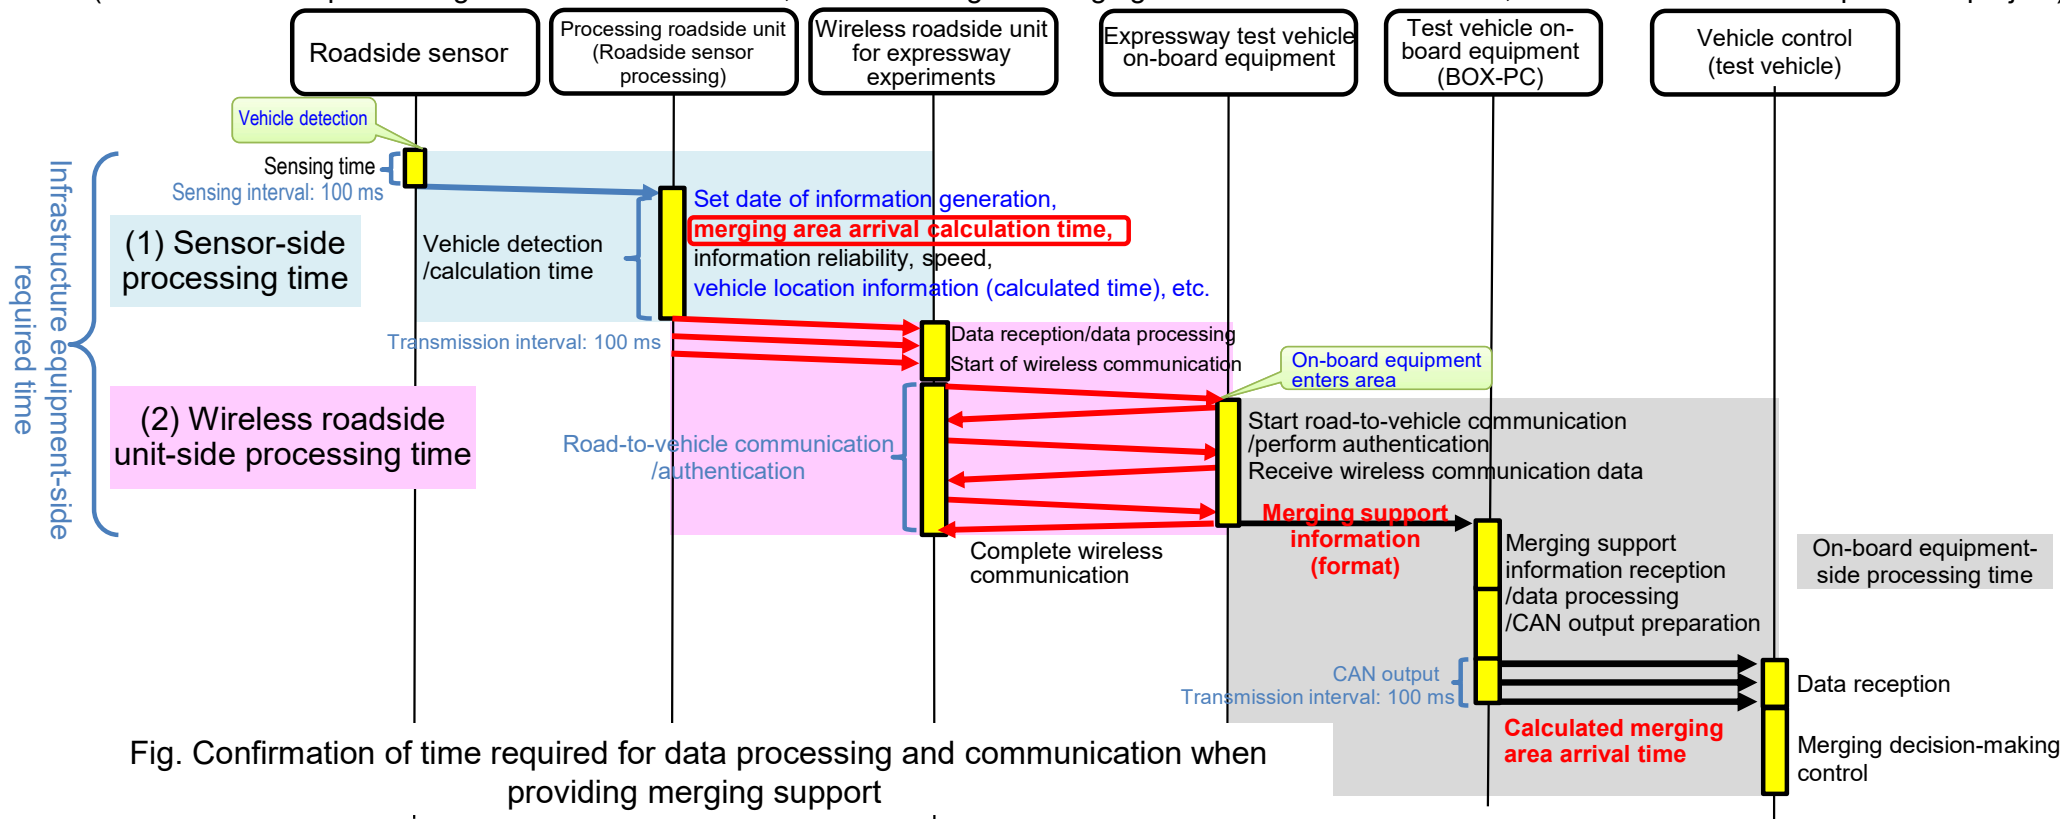 Roadside sensor
Processing roadside unit
(Roadside sensor
processing)
Wireless roadside unit
for expressway
experiments
Expressway test vehicle
on-board equipment
Test vehicle on-
board equipment
(BOX-PC)
Vehicle control
(test vehicle)
Vehicle detection
Sensing time
Sensing interval: 100 ms
Infrastructure equipment-side
required time
(1) Sensor-side
processing time
Vehicle detection
/calculation time
Set date of information generation,
merging area arrival calculation time,
information reliability, speed,
vehicle location information (calculated time), etc.
Transmission interval: 100 ms
Data reception/data processing
Start of wireless communication
On-board equipment
enters area
(2) Wireless roadside
unit-side processing time
Road-to-vehicle communication
/authentication
Start road-to-vehicle communication
/perform authentication
Receive wireless communication data
Merging support
information
(format)
Complete wireless
communication
Merging support
information reception
/data processing
/CAN output preparation
On-board equipment-
side processing time
CAN output
Transmission interval: 100 ms
Data reception
Calculated merging
area arrival time
Merging decision-making
control
Fig. Confirmation of time required for data processing and communication when
providing merging support